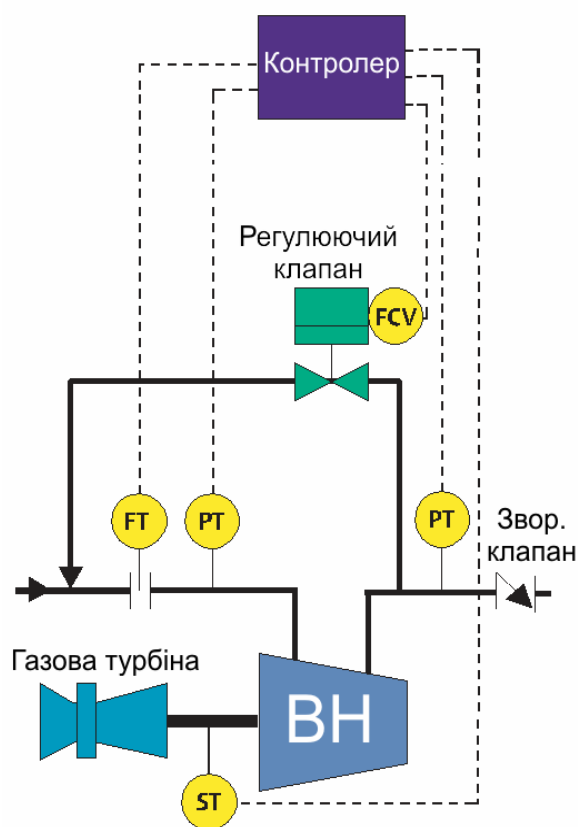 Контролер
Регулюючий
клапан
FCV
FT
PT
PT
Звор.
клапан
Газова турбіна
ВН
ST